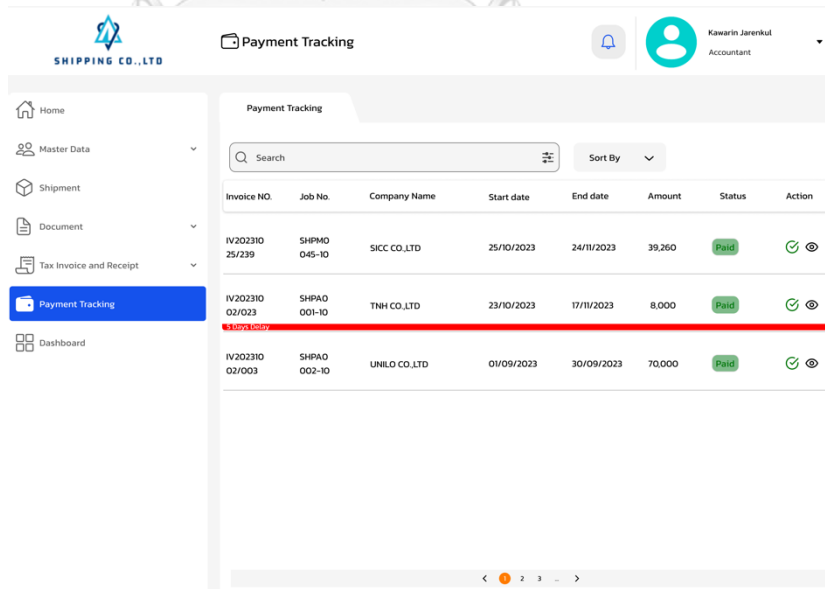 SHIPPING CO.,LTD
Payment Tracking
Kawarin Jarenkul
Accountant
Home
Master Data
Shipment
Document
Tax Invoice and Receipt
Payment Tracking
Dashboard
Payment Tracking
Search
Sort By
Invoice NO. Job No. Company Name Start date End date Amount Status Action
IV202310 SHPMO
25/239 045-10 SICC CO.,LTD 25/10/2023 24/11/2023 39,260 Paid
IV202310 SHPAO
02/023 001-10 TNH CO.,LTD 23/10/2023 17/11/2023 8,000 Paid
5 Days Delay
IV202310 SHPAO
02/003 002-10 UNILO CO.,LTD 01/09/2023 30/09/2023 70,000 Paid
1 2 3 ...